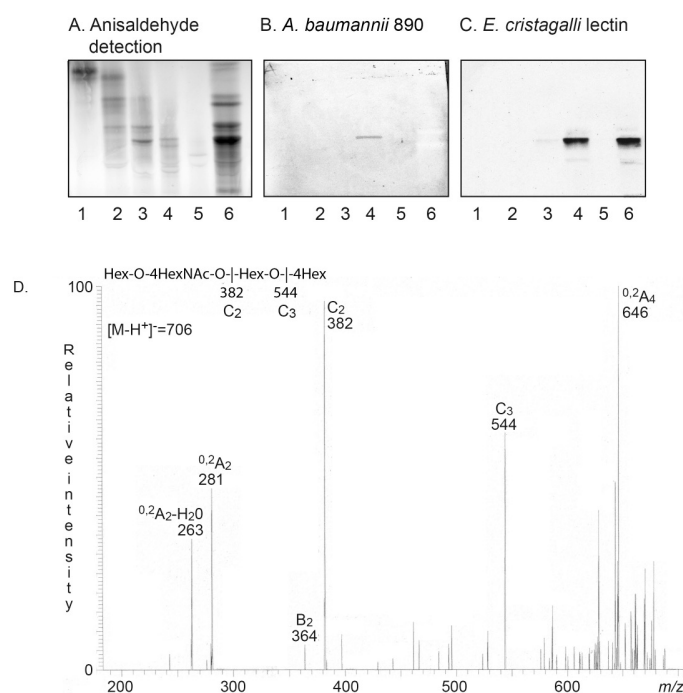 A. Anisaldehyde
detection
B. A. baumannii 890
C. E. cristagalli lectin
1 2 3 4 5 6
1 2 3 4 5 6
1 2 3 4 5 6
D.
Hex-O-4HexNAc-O-|-Hex-O-|-4Hex
382 544
C2 C3
[M-H+]-=706
100
Relative intensity
0
0,2A4
646
C2
382
C3
544
0,2A2
281
0,2A2-H20
263
B2
364
200 300 400 500 600 m/z